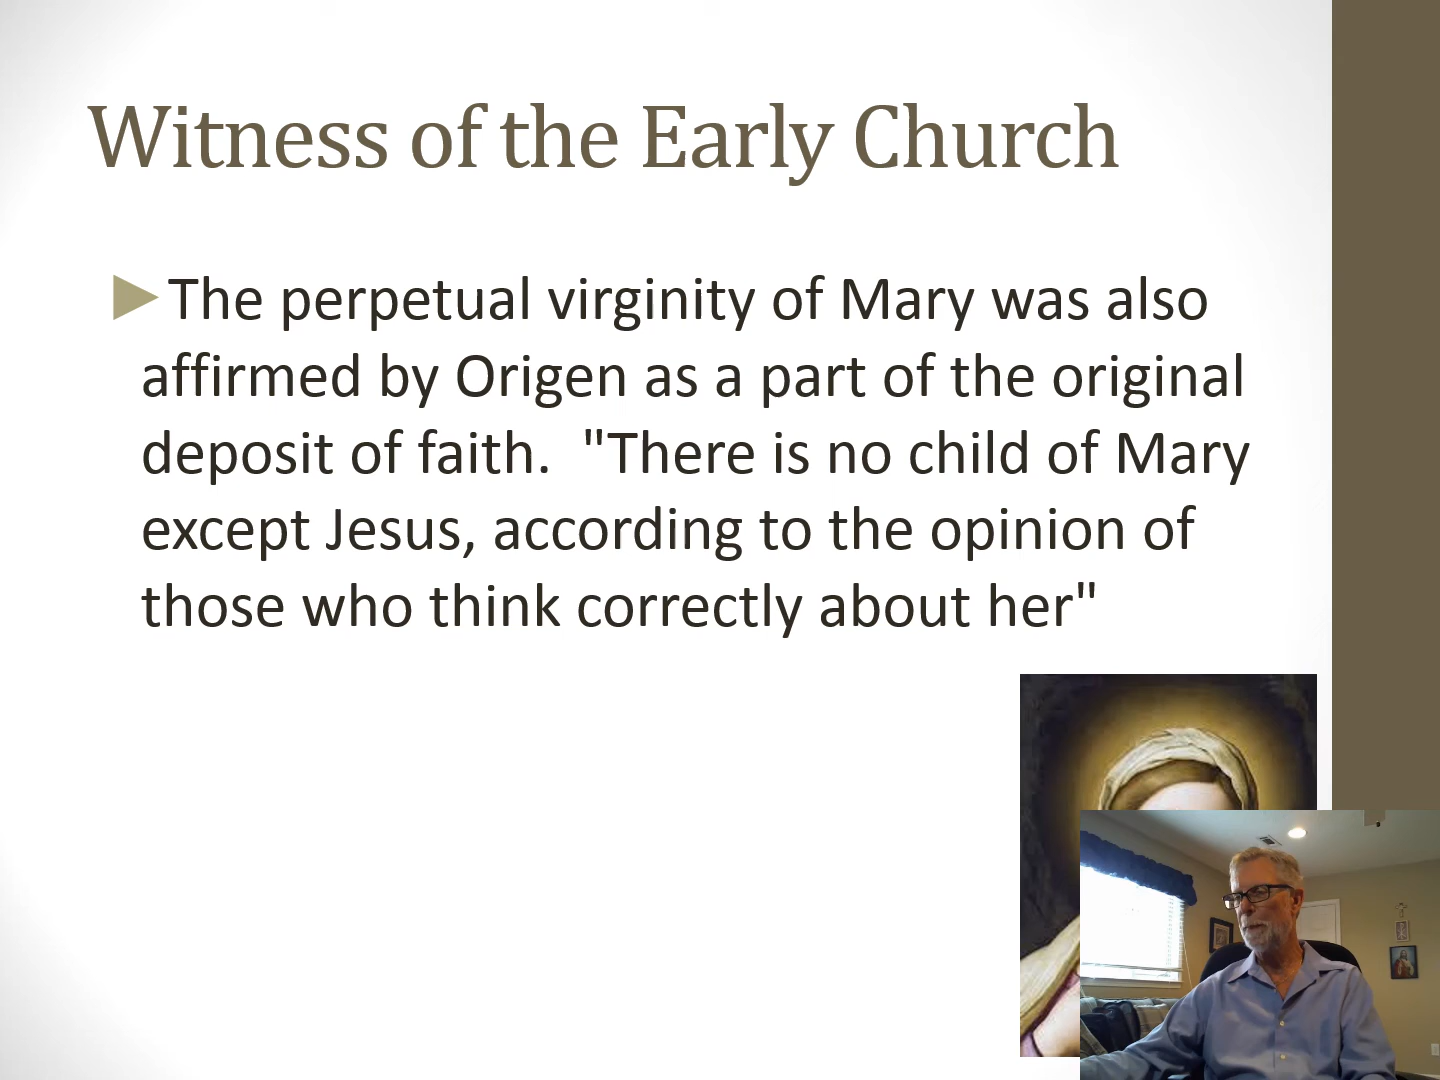 Witness of the Early Church
►The perpetual virginity of Mary was also
affirmed by Origen as a part of the original
deposit of faith.  "There is no child of Mary
except Jesus, according to the opinion of
those who think correctly about her"